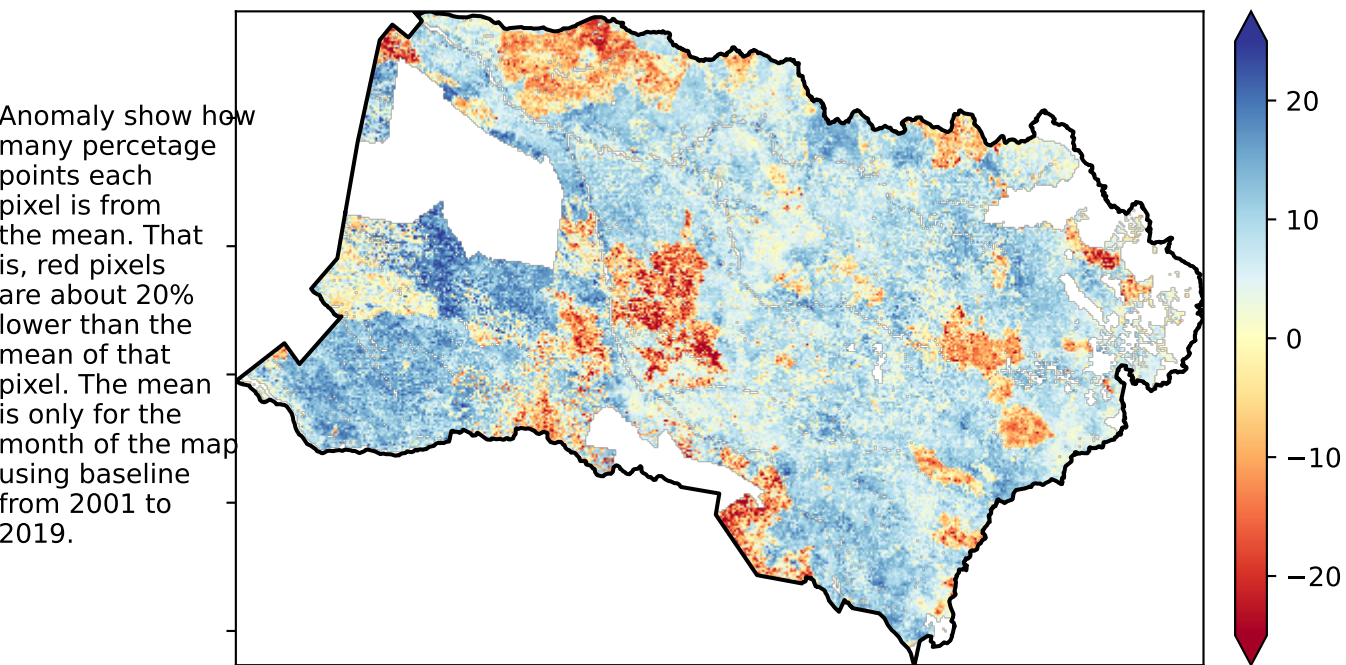 Anomaly show how
many percetage
points each
pixel is from
the mean. That
is, red pixels
are about 20%
lower than the
mean of that
pixel. The mean
is only for the
month of the map
using baseline
from 2001 to
2019.
20
10
0
−10
−20